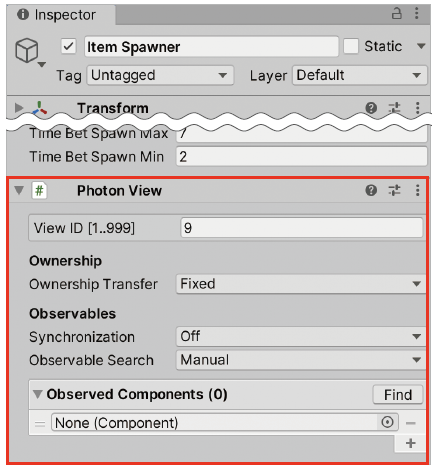 Inspector
Item Spawner Static
Tag Untagged Layer Default
Transform
Time Bet Spawn Max 7
Time Bet Spawn Min 2
# Photon View
View ID [1..999] 9
Ownership
Ownership Transfer Fixed
Observables
Synchronization Off
Observable Search Manual
Observed Components (0) Find
None (Component)